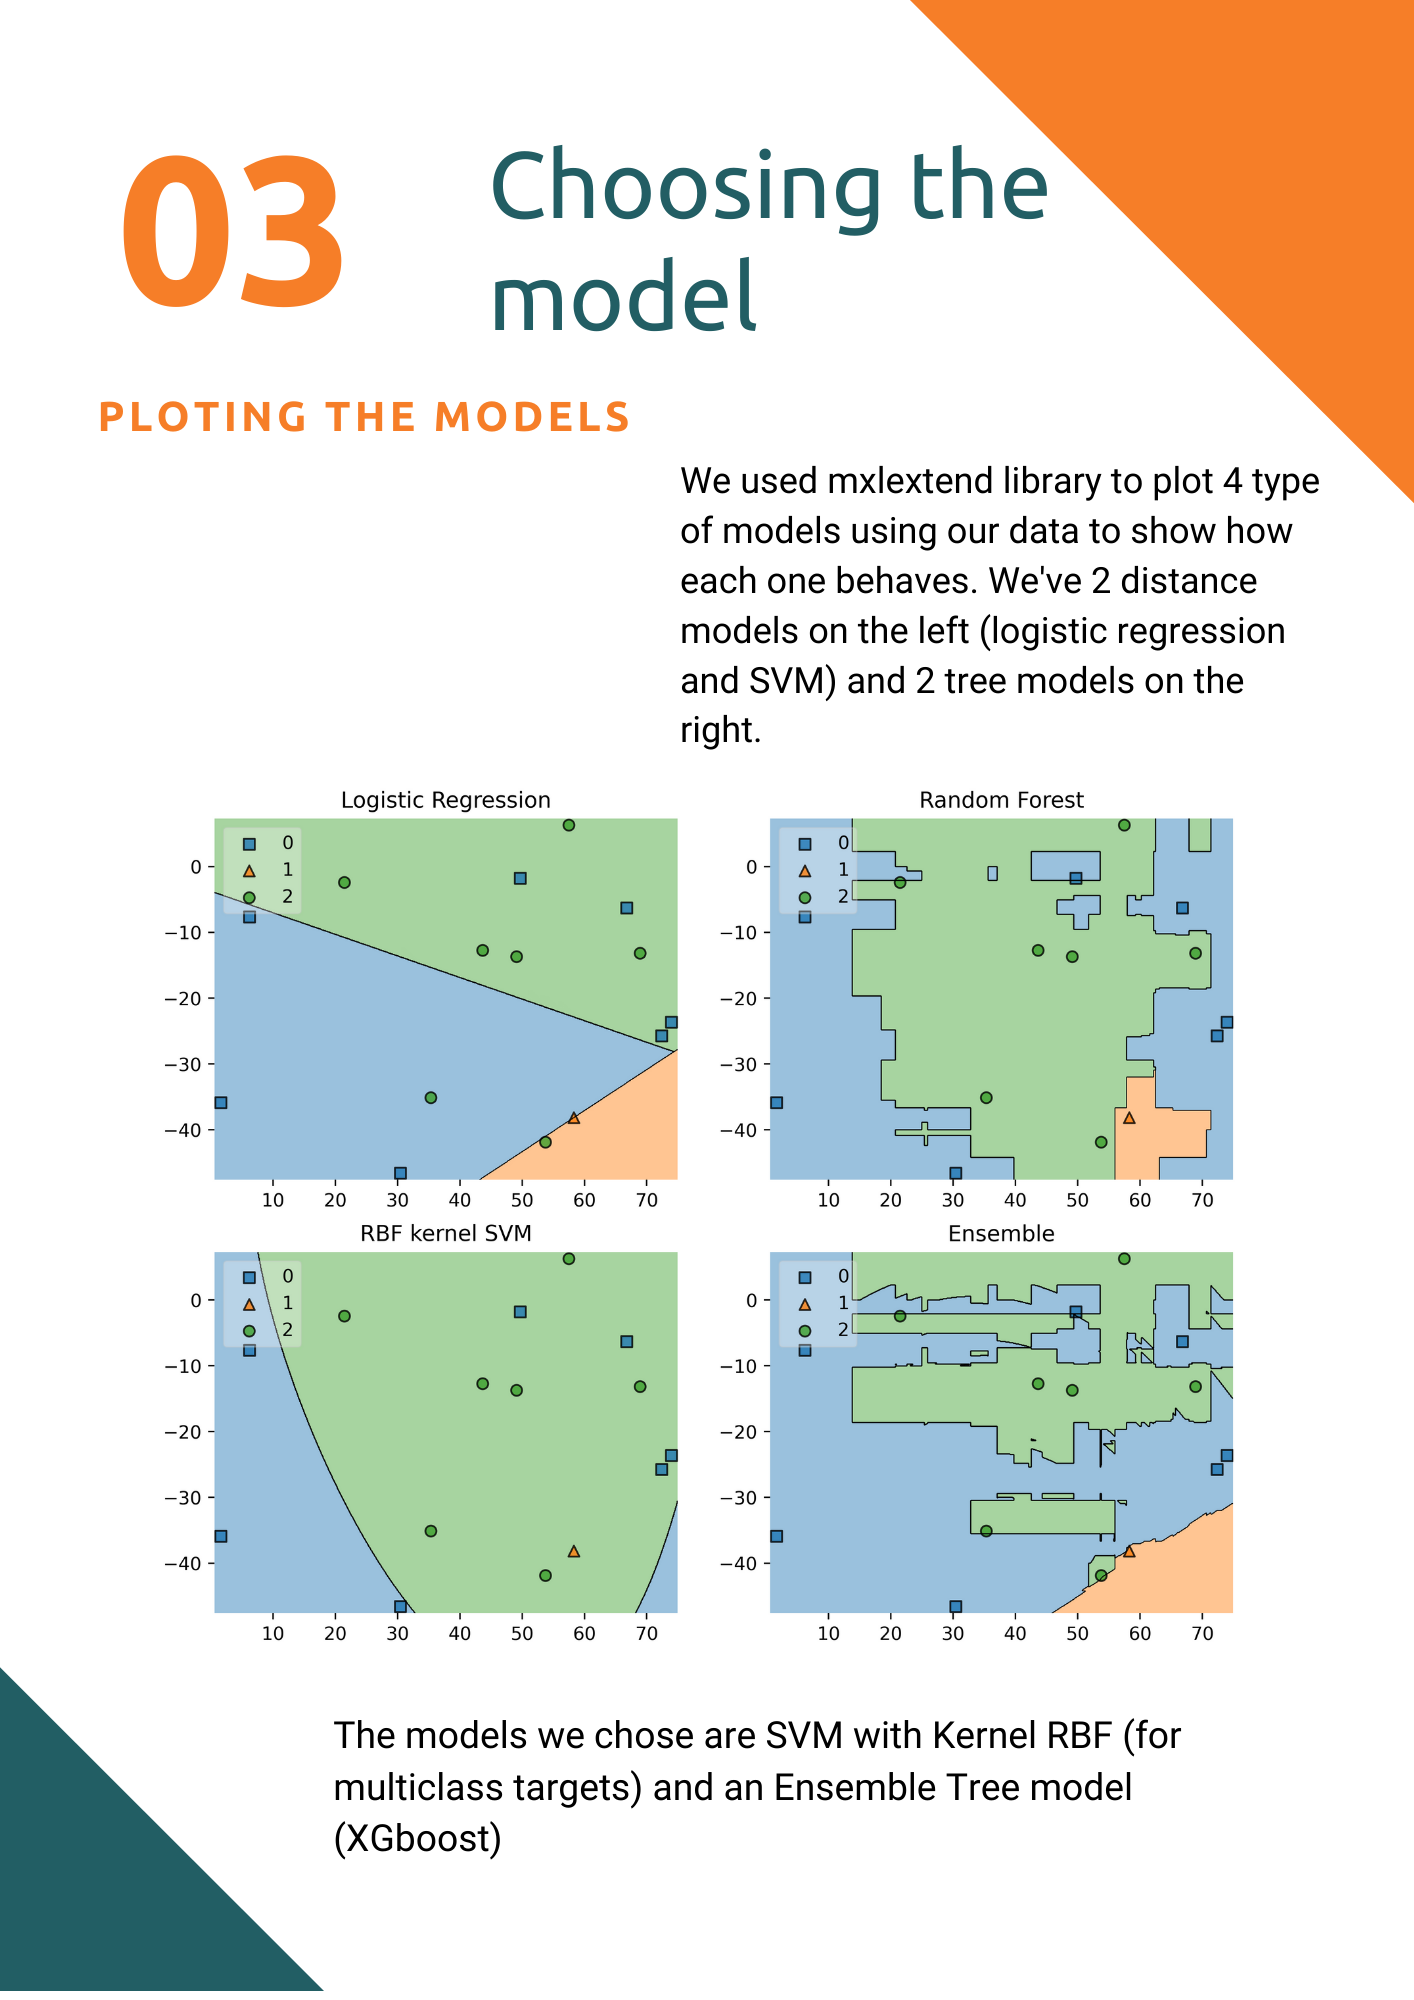 03
Choosing the
model
PLOTING THE MODELS
We used mxlextend library to plot 4 type
of models using our data to show how
each one behaves. We've 2 distance
models on the left (logistic regression
and SVM) and 2 tree models on the
right.
Logistic Regression
0
1
2
0
−10
−20
−30
−40
10 20 30 40 50 60 70
Random Forest
0
1
2
0
−10
−20
−30
−40
10 20 30 40 50 60 70
RBF kernel SVM
0
1
2
0
−10
−20
−30
−40
10 20 30 40 50 60 70
Ensemble
0
1
2
0
−10
−20
−30
−40
10 20 30 40 50 60 70
The models we chose are SVM with Kernel RBF (for
multiclass targets) and an Ensemble Tree model
(XGboost)